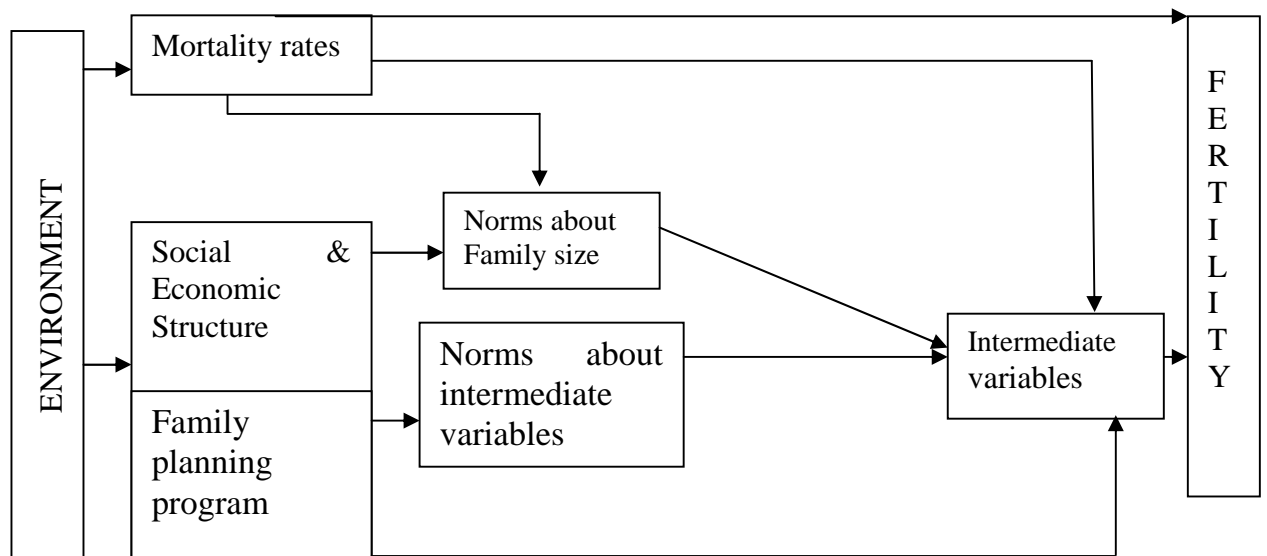 ENVIRONMENT
Mortality rates
Social &
Economic
Structure
Family
planning
program
Norms about
Family size
Norms about
intermediate
variables
Intermediate
variables
F
E
R
T
I
L
I
T
Y